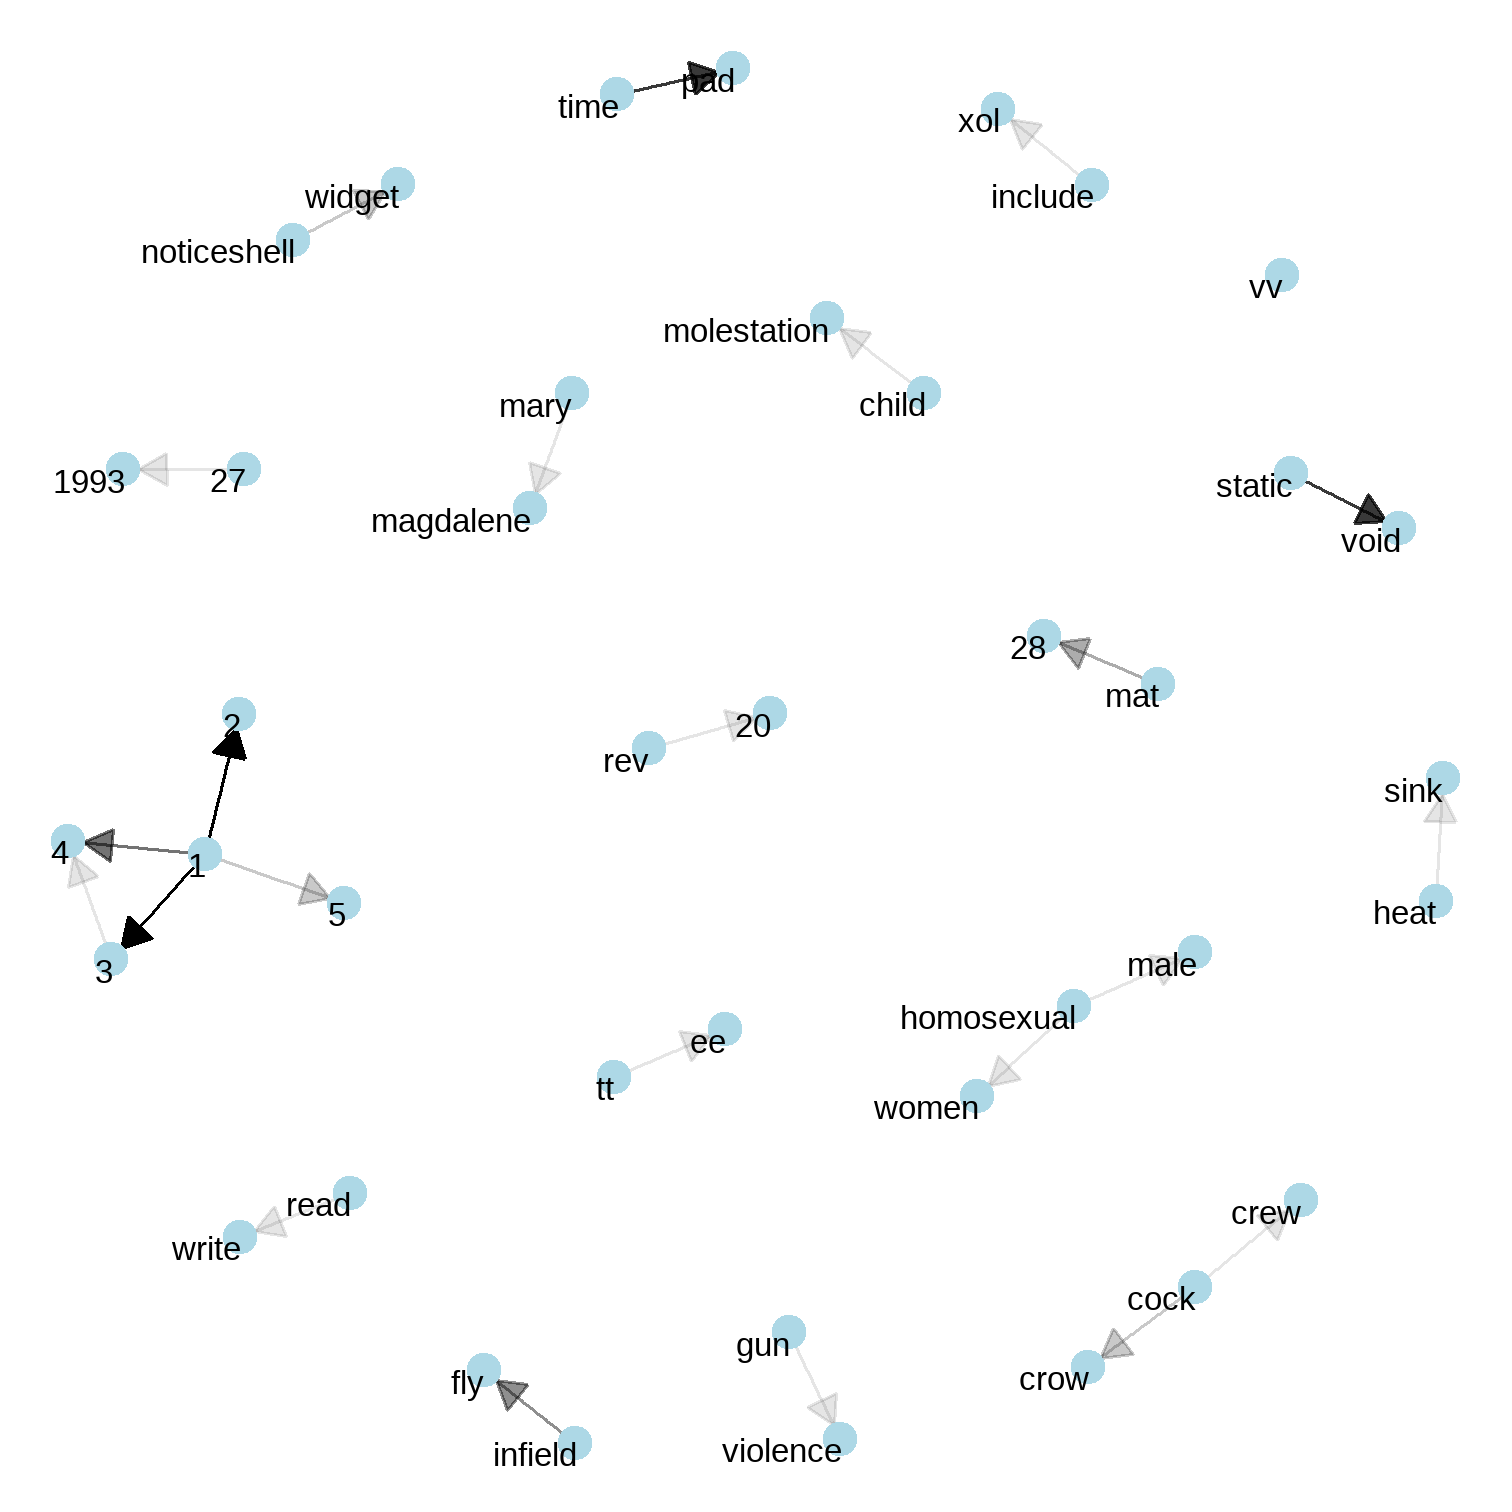 pad
time
xol
widget
include
noticeshell
vv
molestation
mary
child
1993
27
static
magdalene
void
28
mat
2
20
rev
sink
4
1
5
heat
3
male
homosexual
ee
tt
women
read
crew
write
cock
gun
crow
fly
violence
infield